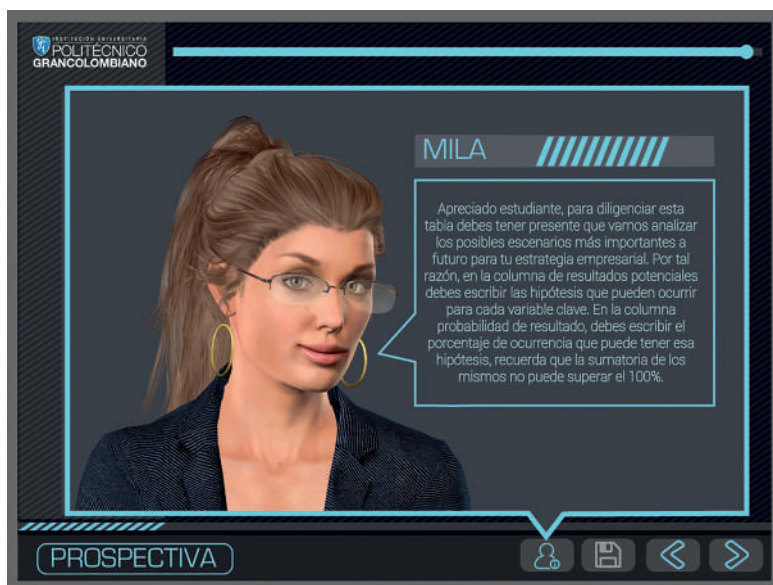 INSTITUCIÓN UNIVERSITARIA
POLITÉCNICO
GRANCOLOMBIANO
MILA
Apreciado estudiante, para diligenciar esta
tabla debes tener presente que vamos analizar
los posibles escenarios más importantes a
futuro para tu estrategia empresarial. Por tal
razón, en la columna de resultados potenciales
debes escribir las hipótesis que pueden ocurrir
para cada variable clave. En la columna
probabilidad de resultado, debes escribir el
porcentaje de ocurrencia que puede tener esa
hipótesis, recuerda que la sumatoria de los
mismos no puede superar el 100%.
PROSPECTIVA